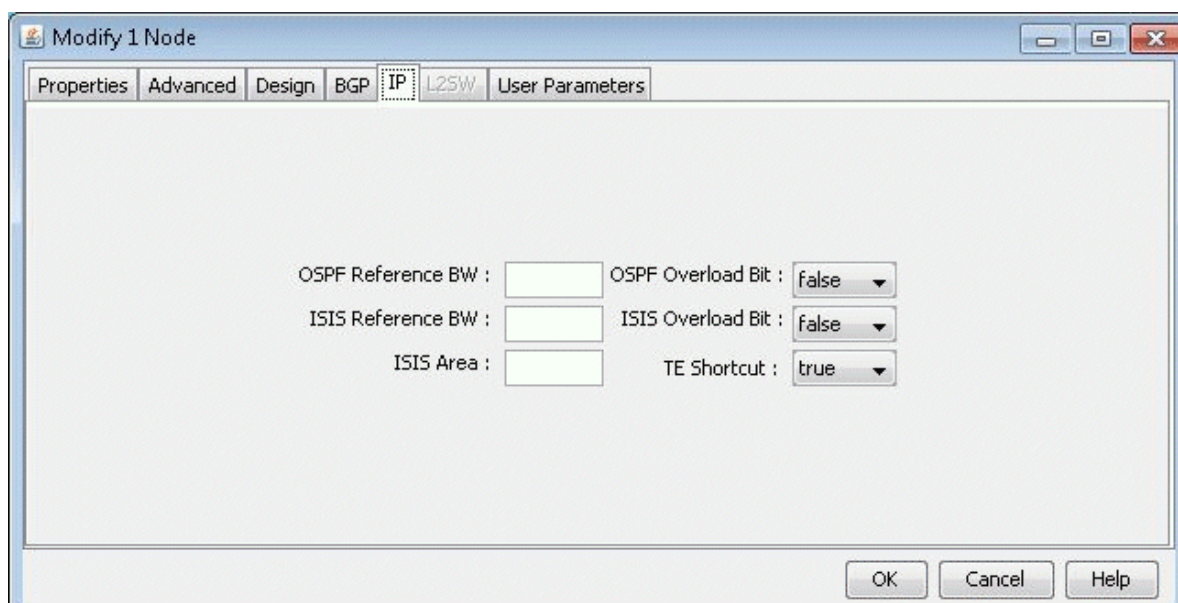 Modify 1 Node
Properties Advanced Design BGP IP L2SW User Parameters
OSPF Reference BW : OSPF Overload Bit : false
ISIS Reference BW : ISIS Overload Bit : false
ISIS Area : TE Shortcut : true
OK Cancel Help